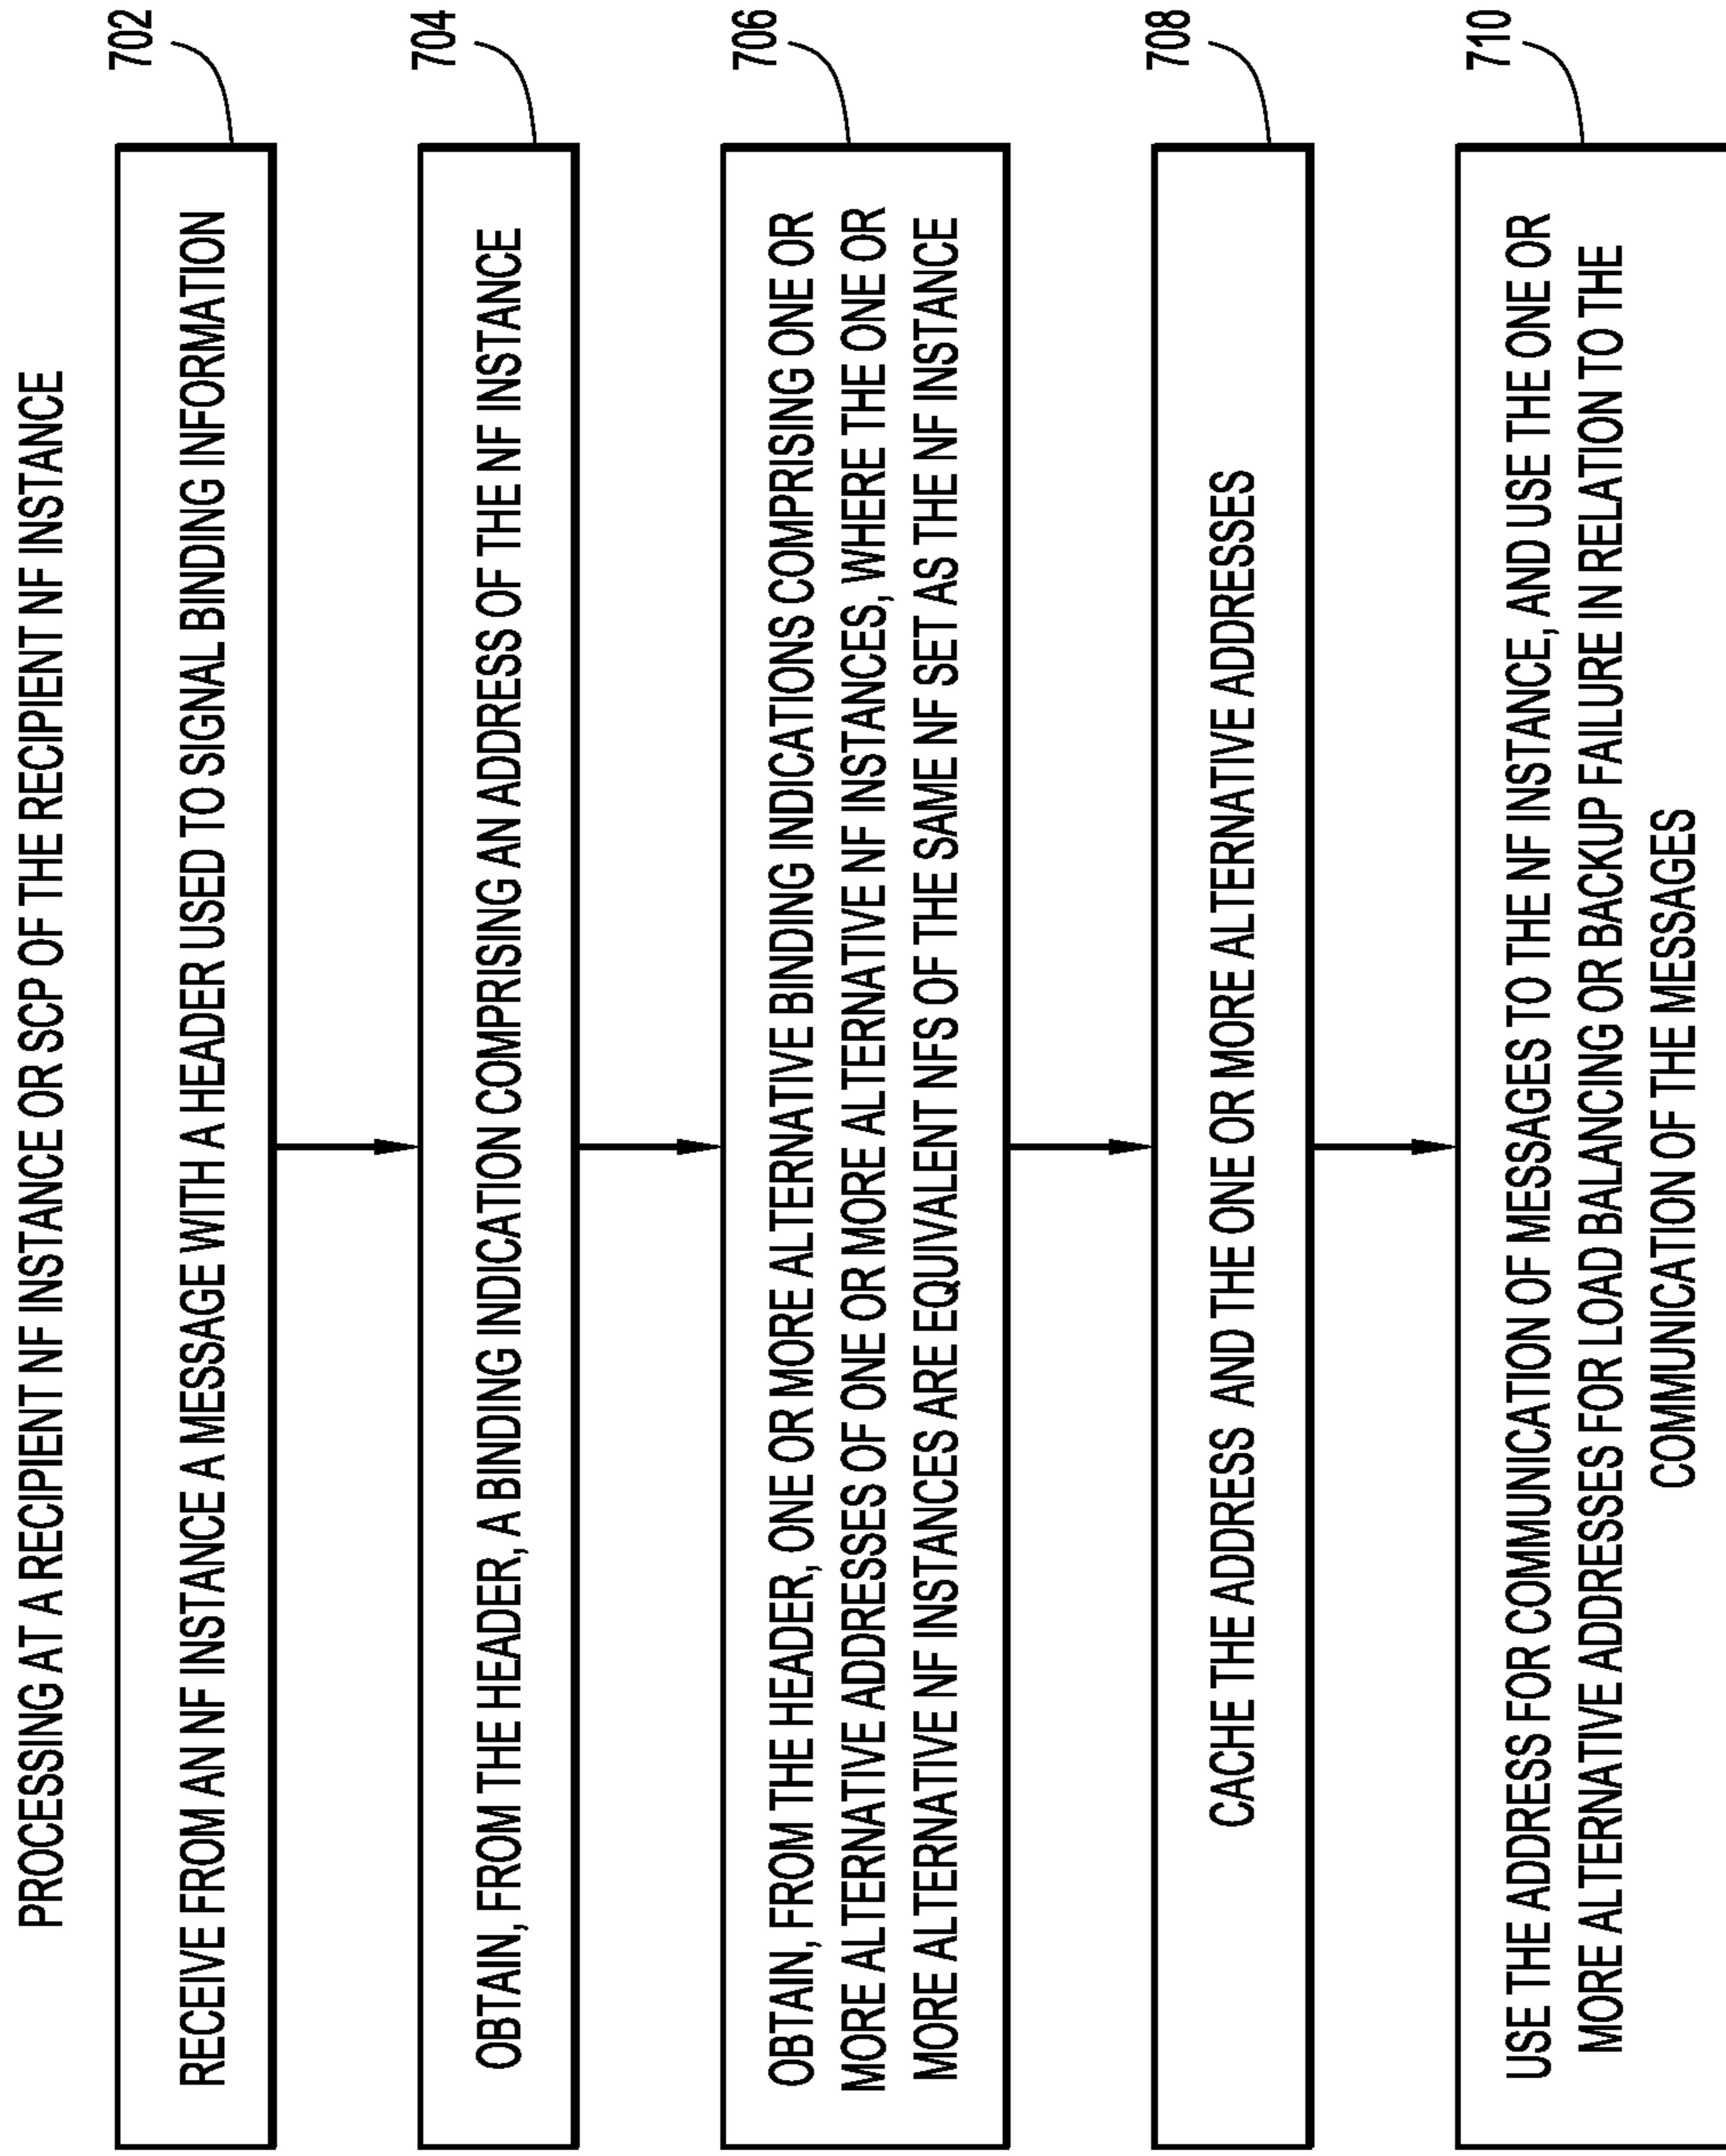 PROCESSING AT A RECIPIENT NF INSTANCE OR SCP OF THE RECIPIENT NF INSTANCE
702
RECEIVE FROM AN NF INSTANCE A MESSAGE WITH A HEADER USED TO SIGNAL BINDING INFORMATION
704
OBTAIN, FROM THE HEADER, A BINDING INDICATION COMPRISING AN ADDRESS OF THE NF INSTANCE
706
OBTAIN, FROM THE HEADER, ONE OR MORE ALTERNATIVE BINDING INDICATIONS COMPRISING ONE OR
MORE ALTERNATIVE ADDRESSES OF ONE OR MORE ALTERNATIVE NF INSTANCES, WHERE THE ONE OR
MORE ALTERNATIVE NF INSTANCES ARE EQUIVALENT NFS OF THE SAME NF SET AS THE NF INSTANCE
708
CACHE THE ADDRESS AND THE ONE OR MORE ALTERNATIVE ADDRESSES
710
USE THE ADDRESS FOR COMMUNICATION OF MESSAGES TO THE NF INSTANCE, AND USE THE ONE OR
MORE ALTERNATIVE ADDRESSES FOR LOAD BALANCING OR BACKUP FAILURE IN RELATION TO THE
COMMUNICATION OF THE MESSAGES